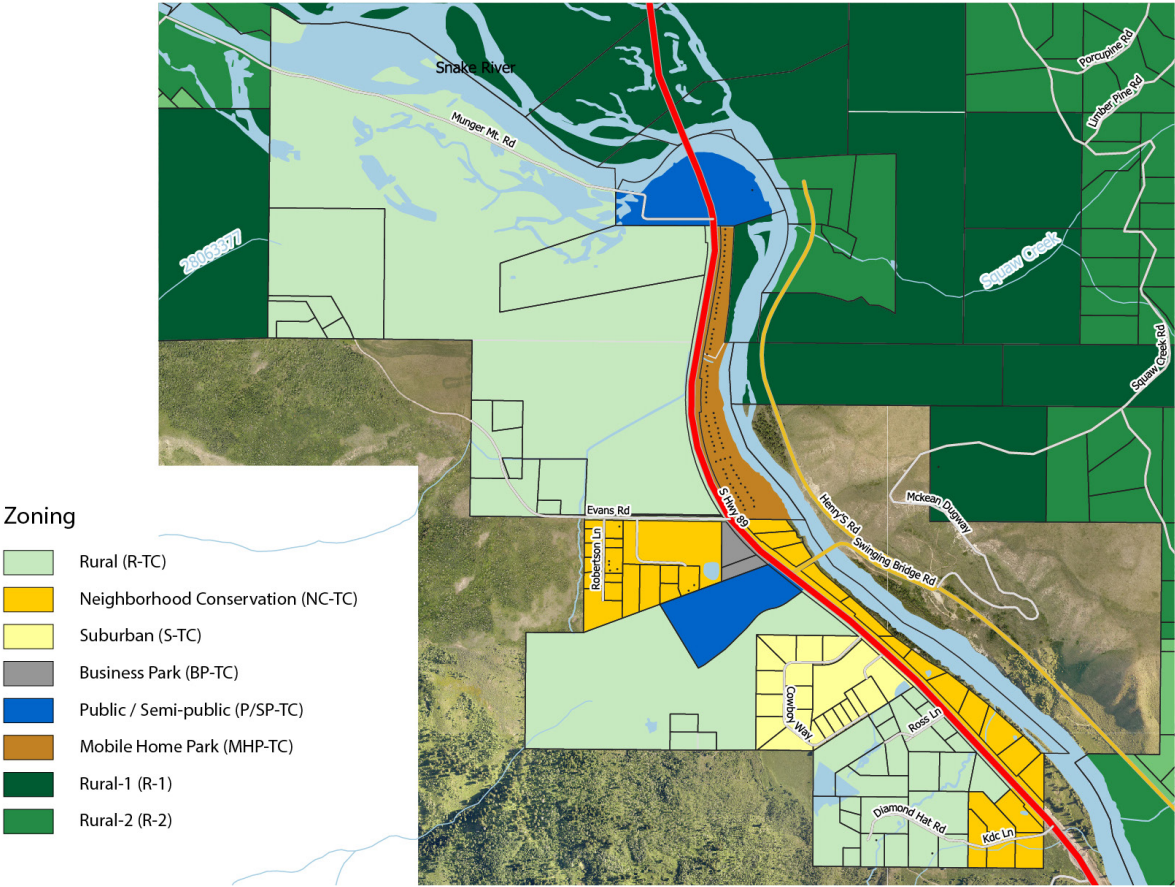 Porcupine Rd
Snake River
Limber Pine Rd
Munger Mt. Rd
28063377
Squaw Creek
Squaw Creek Rd
S Hwy 89
Mckean Dugway
Henry'S Rd
Evans Rd
Robertson Ln
Swinging Bridge Rd
Cowboy Way
Ross Ln
Diamond Hat Rd
Kdc Ln
Zoning
Rural (R-TC)
Neighborhood Conservation (NC-TC)
Suburban (S-TC)
Business Park (BP-TC)
Public / Semi-public (P/SP-TC)
Mobile Home Park (MHP-TC)
Rural-1 (R-1)
Rural-2 (R-2)